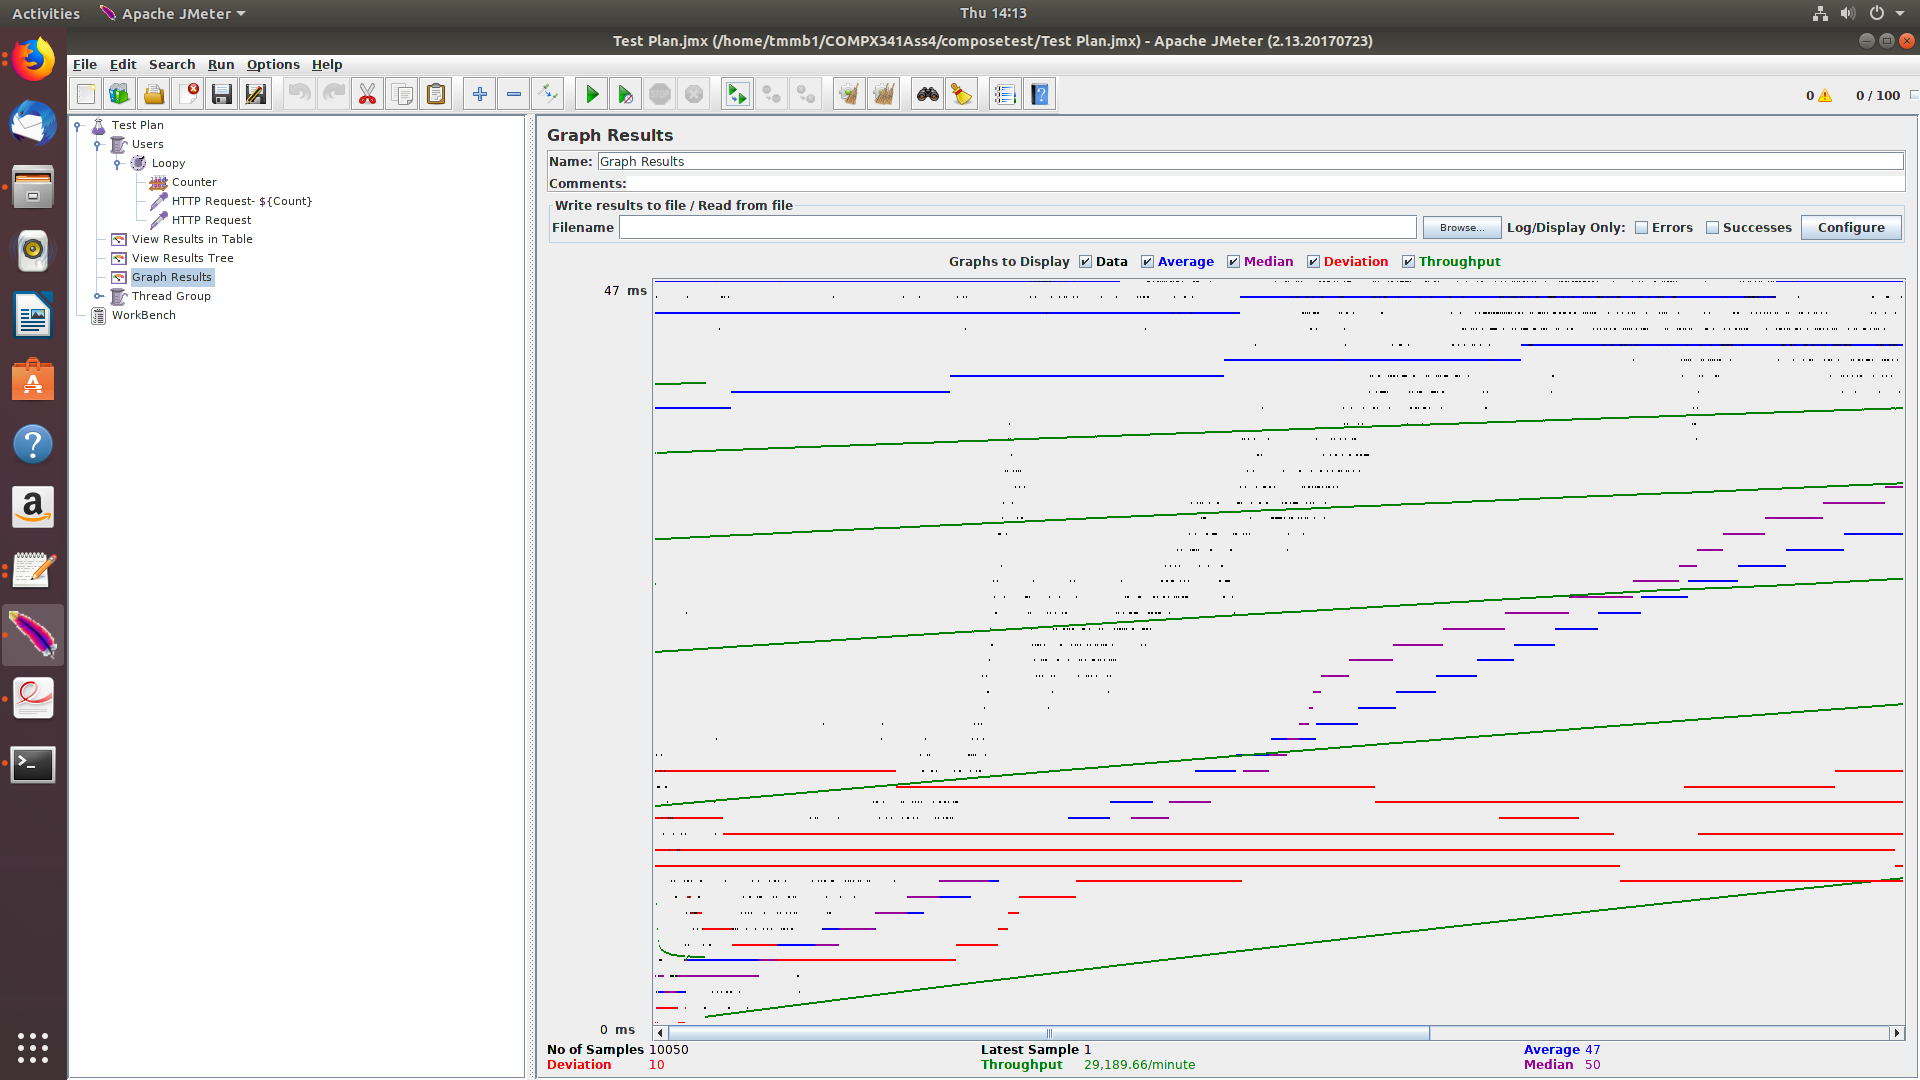 Activities Apache JMeter Thu 14:13
Test Plan.jmx (/home/tmmb1/COMPX341Ass4/composetest/Test Plan.jmx) - Apache JMeter (2.13.20170723)
File Edit Search Run Options Help
0 0 / 100
Test Plan
Users
Loopy
Counter
HTTP Request- ${Count}
HTTP Request
View Results in Table
View Results Tree
Graph Results
Thread Group
WorkBench
Graph Results
Name: Graph Results
Comments:
Write results to file / Read from file
Filename Browse... Log/Display Only: Errors Successes Configure
Graphs to Display Data Average Median Deviation Throughput
47 ms
0 ms
No of Samples 10050 Latest Sample 1 Average 47
Deviation 10 Throughput 29,189.66/minute Median 50